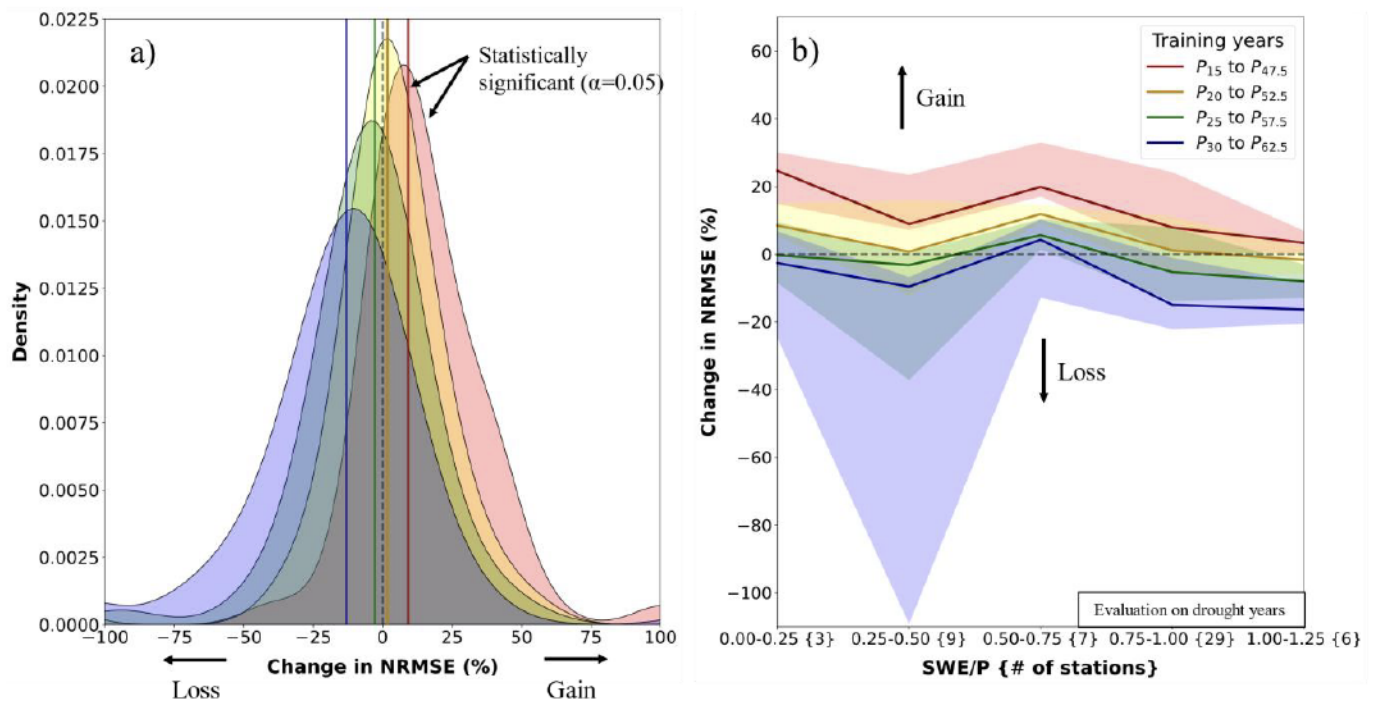 a)
Statistically
significant (α=0.05)
0.0225
0.0200
0.0175
0.0150
0.0125
0.0100
0.0075
0.0050
0.0025
0.0000
Density
−100
−75
−50
−25
0
25
50
75
100
Change in NRMSE (%)
Loss
Gain
b)
Gain
Loss
Training years
P15 to P47.5
P20 to P52.5
P25 to P57.5
P30 to P62.5
60
40
20
0
−20
−40
−60
−80
−100
Change in NRMSE (%)
Evaluation on drought years
0.00-0.25 {3}
0.25-0.50 {9}
0.50-0.75 {7}
0.75-1.00 {29}
1.00-1.25 {6}
SWE/P {# of stations}